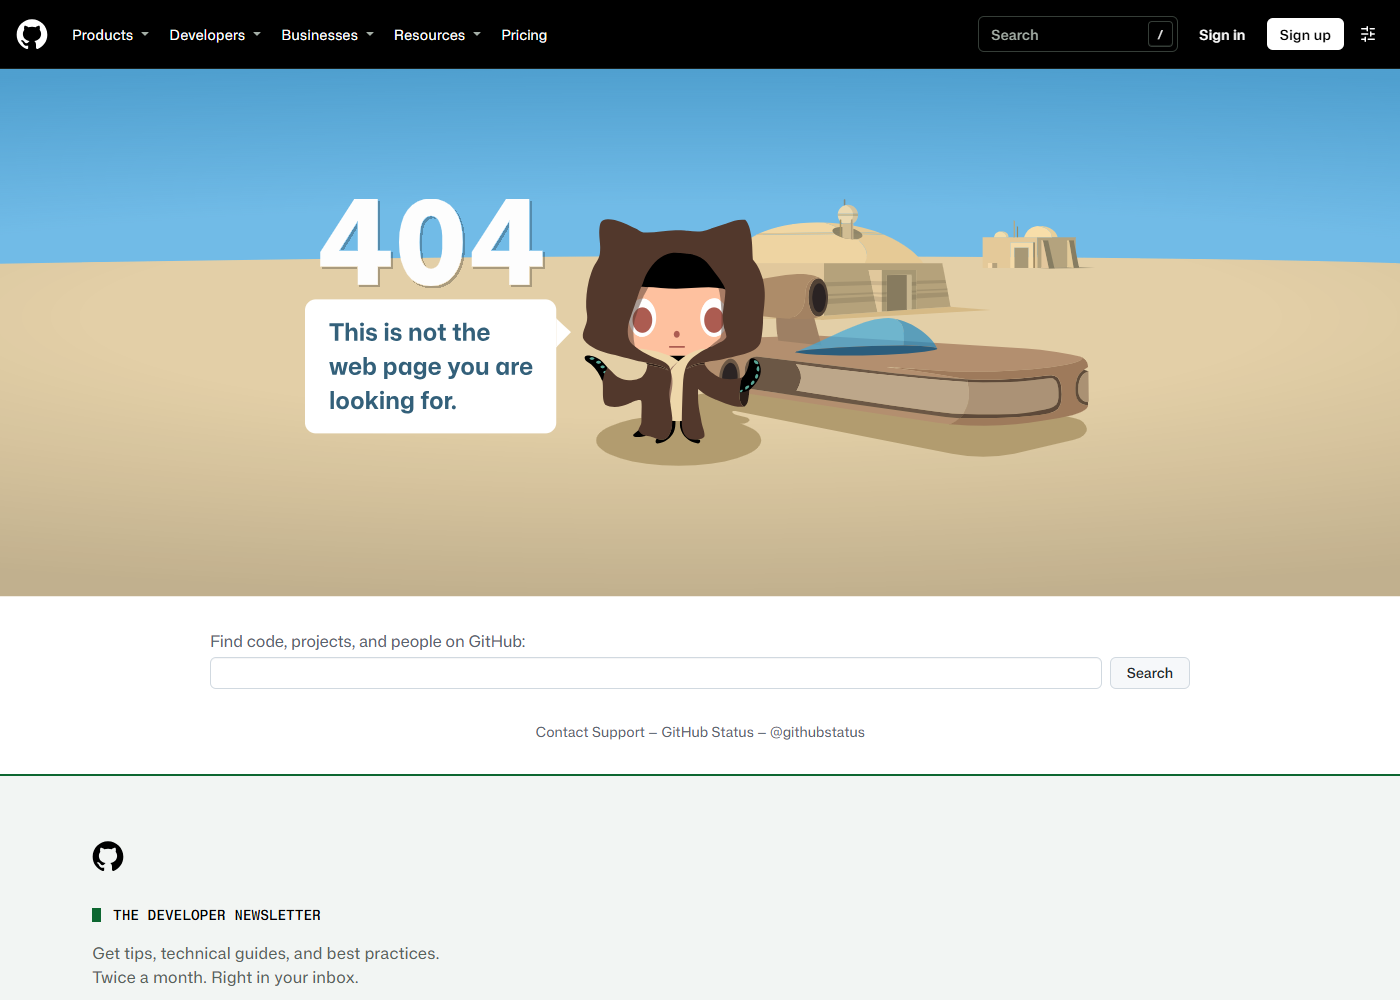 Products
Developers
Businesses
Resources
Pricing
Search
/
Sign in
Sign up
404
This is not the
web page you are
looking for.
Find code, projects, and people on GitHub:
Search
Contact Support – GitHub Status – @githubstatus
THE DEVELOPER NEWSLETTER
Get tips, technical guides, and best practices.
Twice a month. Right in your inbox.